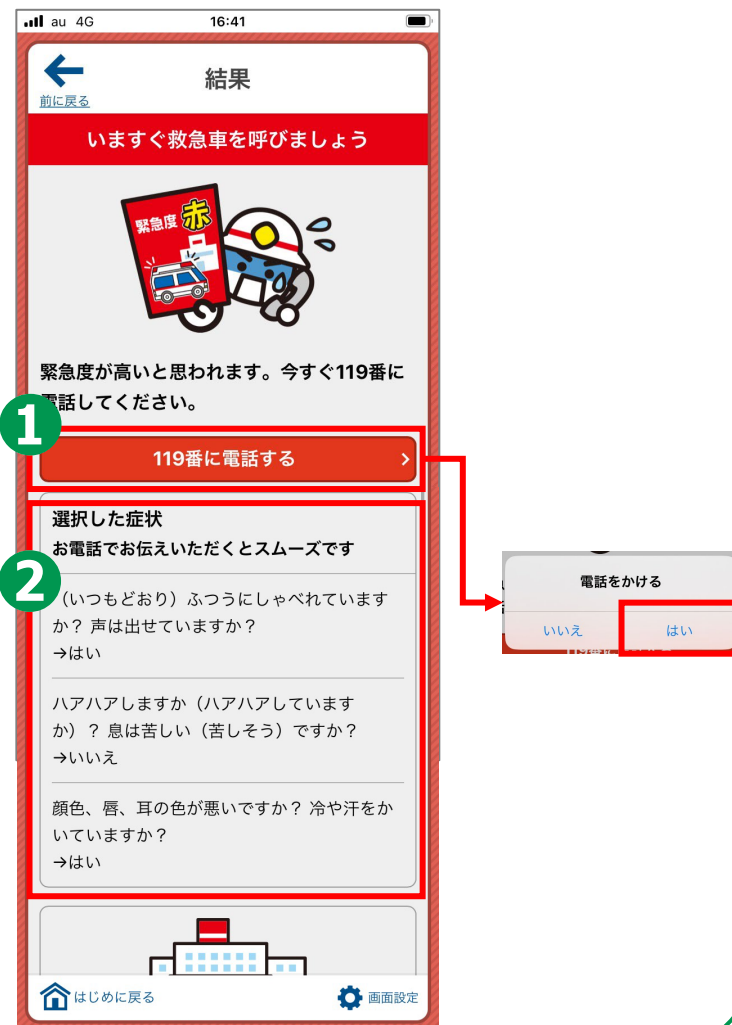 au 4G 16:41
前に戻る
結果
いますぐ救急車を呼びましょう
緊急度 赤
緊急度が高いと思われます。今すぐ119番に
電話してください。
1
119番に電話する
選択した症状
お電話でお伝えいただくとスムーズです
2
(いつもどおり)ふつうにしゃべれています
か? 声は出せていますか?
→はい
ハアハアしますか(ハアハアしています
か)? 息は苦しい(苦しそう)ですか?
→いいえ
顔色、唇、耳の色が悪いですか? 冷や汗をか
いていますか?
→はい
はじめに戻る
画面設定
電話をかける
いいえ
はい